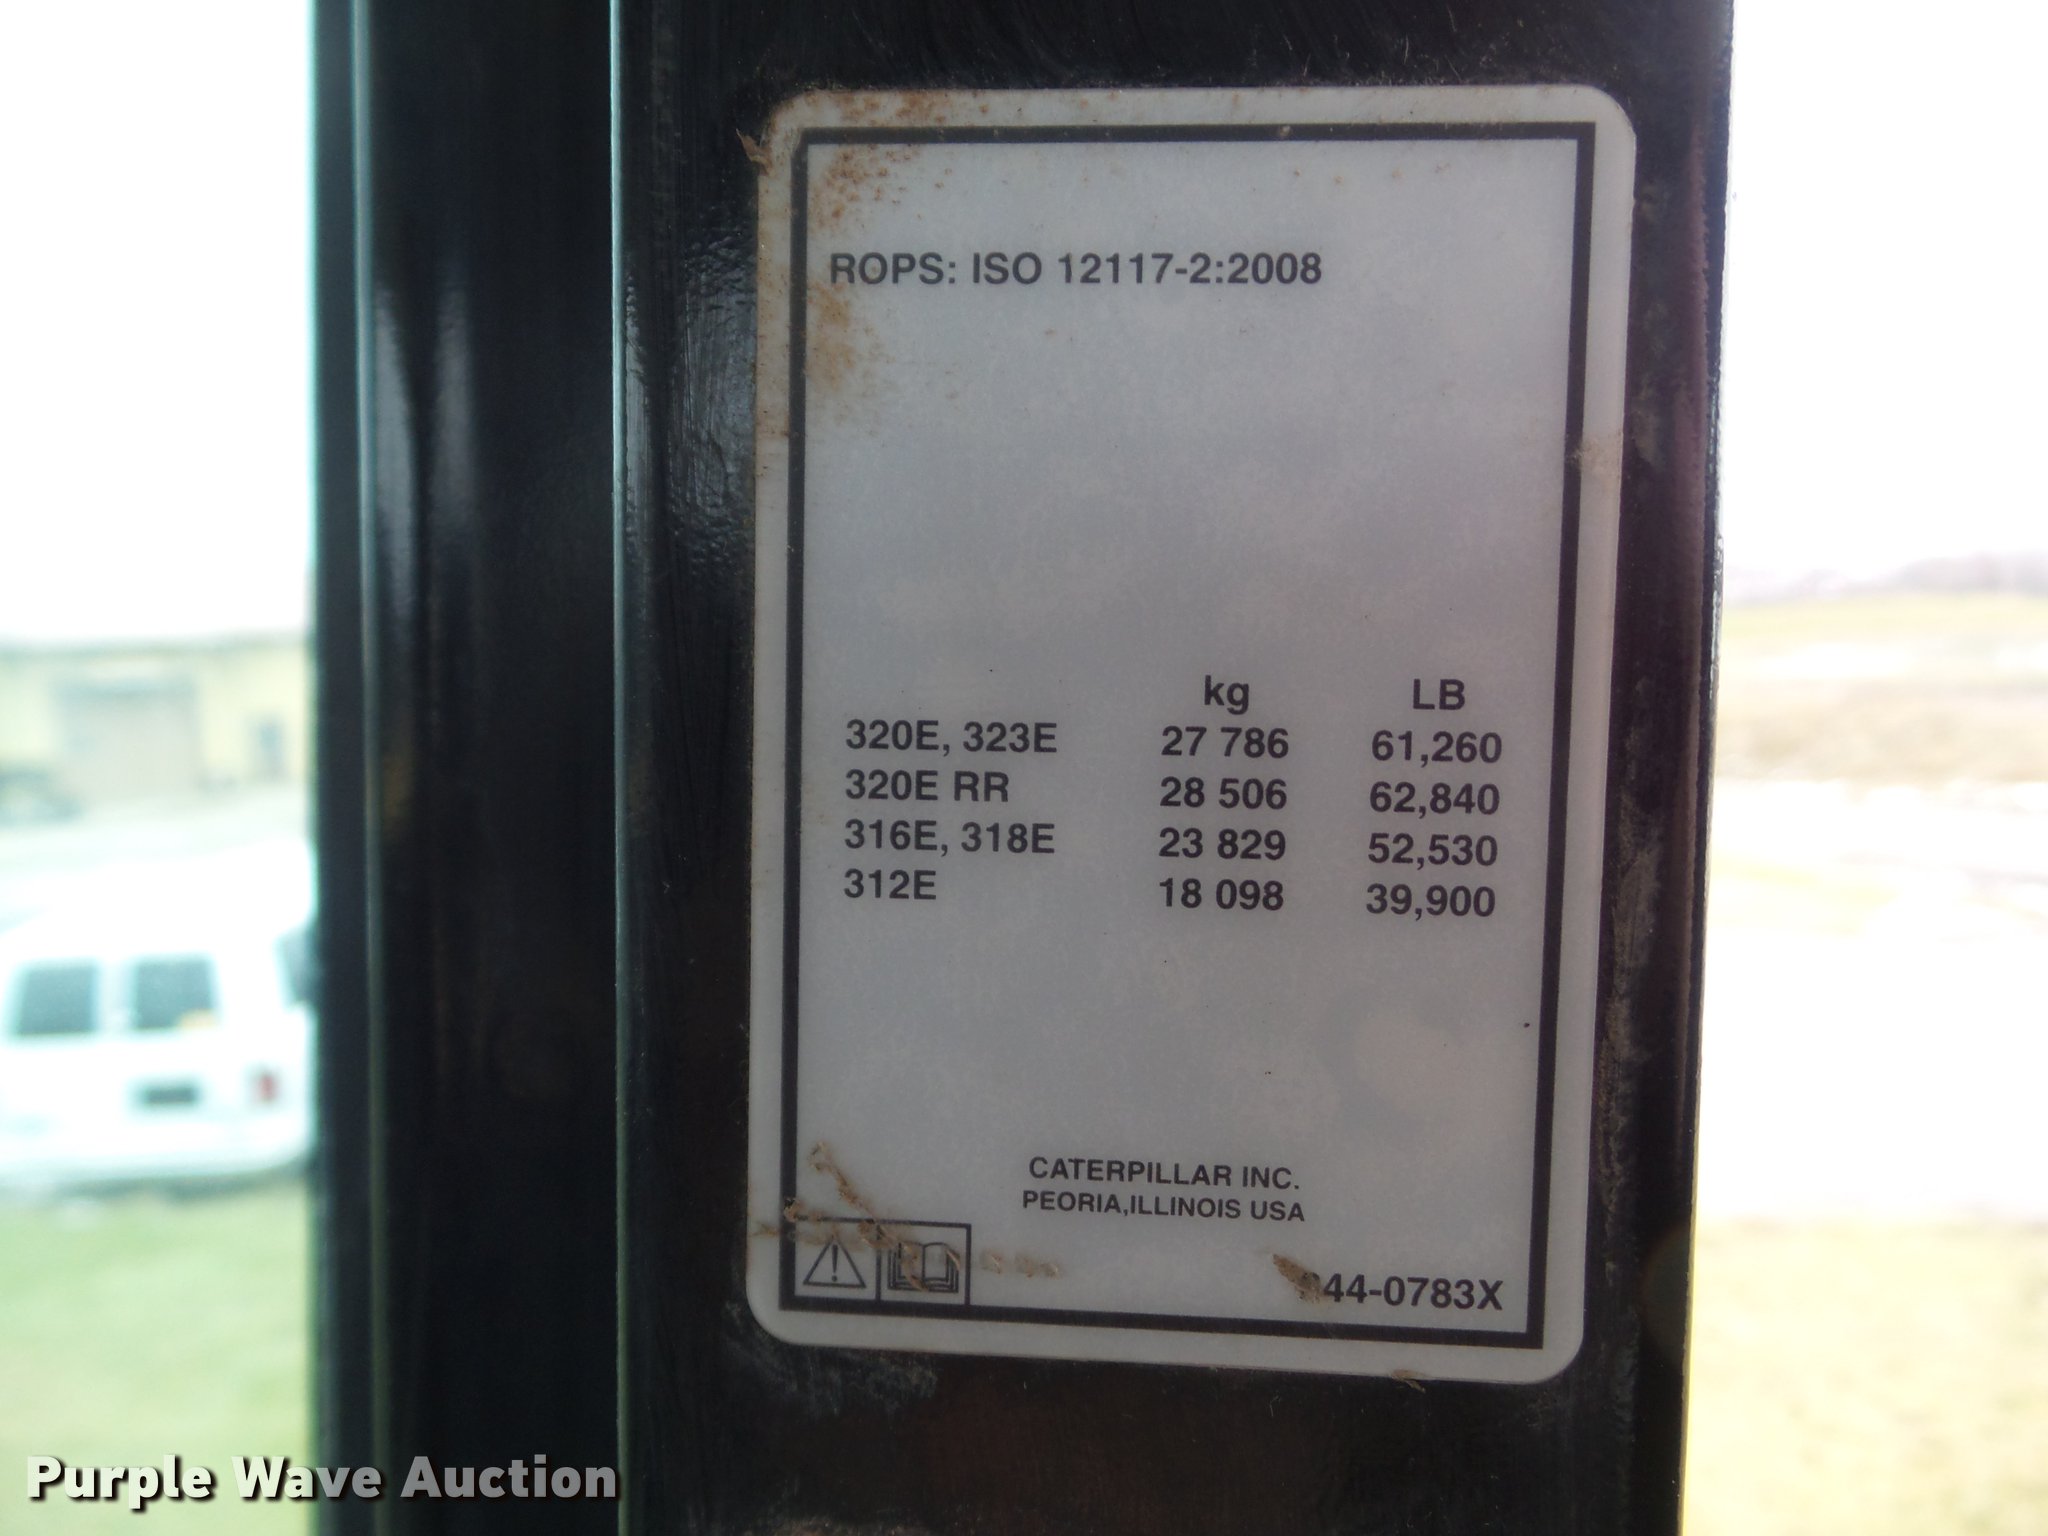 ROPS: ISO 12117-2:2008
kg LB
320E, 323E 27 786 61,260
320E RR 28 506 62,840
316E, 318E 23 829 52,530
312E 18 098 39,900
CATERPILLAR INC.
PEORIA,ILLINOIS USA
44-0783X
Purple Wave Auction